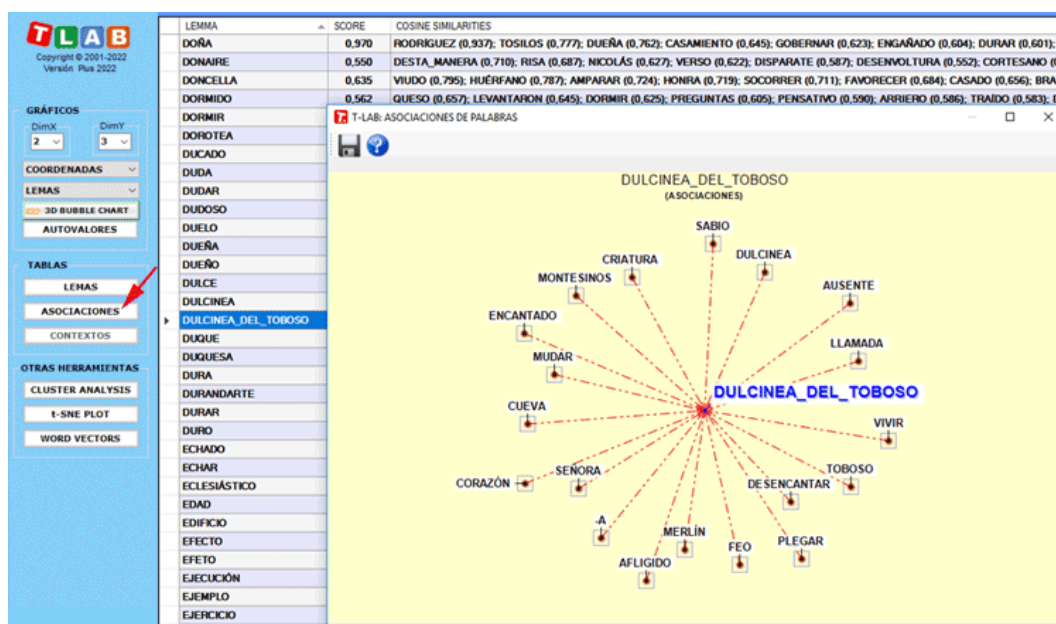 TLAB
Copyright © 2001-2022
Versión Plus 2022
GRÁFICOS
DimX DimY
2 3
COORDENADAS
LEMAS
3D BUBBLE CHART
AUTOVALORES
TABLAS
LEMAS
ASOCIACIONES
CONTEXTOS
OTRAS HERRAMIENTAS
CLUSTER ANALYSIS
t-SNE PLOT
WORD VECTORS
LEMMA SCORE COSINE SIMILARITIES
DOÑA 0,970 RODRÍGUEZ (0,937); TOSILOS (0,777); DUEÑA (0,762); CASAMIENTO (0,645); GOBERNAR (0,623); ENGAÑADO (0,604); DURAR (0,601);
DONAIRE 0,550 DESTA_MANERA (0,710); RISA (0,687); NICOLÁS (0,627); VERSO (0,622); DISPARATE (0,587); DESENVOLTURA (0,552); CORTESANO (
DONCELLA 0,635 VIUDO (0,795); HUÉRFANO (0,787); AMPARAR (0,724); HONRA (0,719); SOCORRER (0,711); FAVORECER (0,684); CASADO (0,656); BRA
DORMIDO 0,562 QUESO (0,657); LEVANTARON (0,645); DORMIR (0,625); PREGUNTAS (0,605); PENSATIVO (0,590); ARRIERO (0,586); TRAÍDO (0,583);
DORMIR
DOROTEA
DUCADO
DUDA
DUDAR
DUDOSO
DUELO
DUEÑA
DUEÑO
DULCE
DULCINEA
DULCINEA_DEL_TOBOSO
DUQUE
DUQUESA
DURA
DURANDARTE
DURAR
DURO
ECHADO
ECHAR
ECLESIÁSTICO
EDAD
EDIFICIO
EFECTO
EFETO
EJECUCIÓN
EJEMPLO
EJERCICIO
T-LAB: ASOCIACIONES DE PALABRAS
DULCINEA_DEL_TOBOSO
(ASOCIACIONES)
SABIO
DULCINEA
CRIATURA
MONTESINOS
AUSENTE
ENCANTADO
LLAMADA
MUDAR
DULCINEA_DEL_TOBOSO
CUEVA
VIVIR
SEÑORA
TOBOSO
CORAZÓN
DESENCANTAR
-A
MERLÍN
FEO
PLEGAR
AFLIGIDO